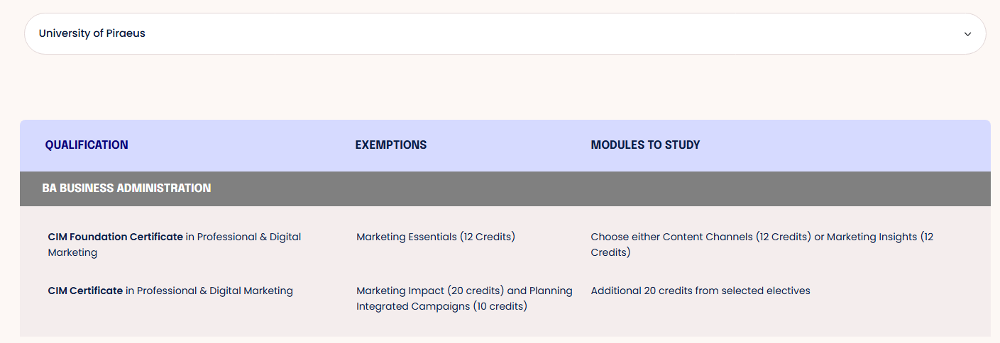 University of Piraeus
QUALIFICATION EXEMPTIONS MODULES TO STUDY
BA BUSINESS ADMINISTRATION
CIM Foundation Certificate in Professional & Digital
Marketing
Marketing Essentials (12 Credits)
Choose either Content Channels (12 Credits) or Marketing Insights (12
Credits)
CIM Certificate in Professional & Digital Marketing
Marketing Impact (20 credits) and Planning
Integrated Campaigns (10 credits)
Additional 20 credits from selected electives